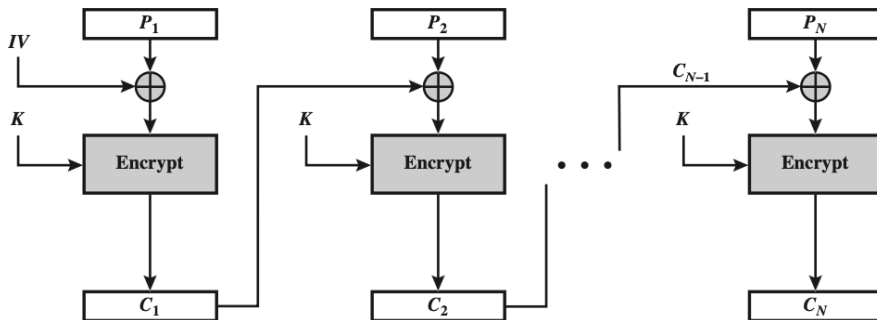 P1 P2 PN
IV
CN–1
K K K
Encrypt Encrypt Encrypt
• • •
C1 C2 CN